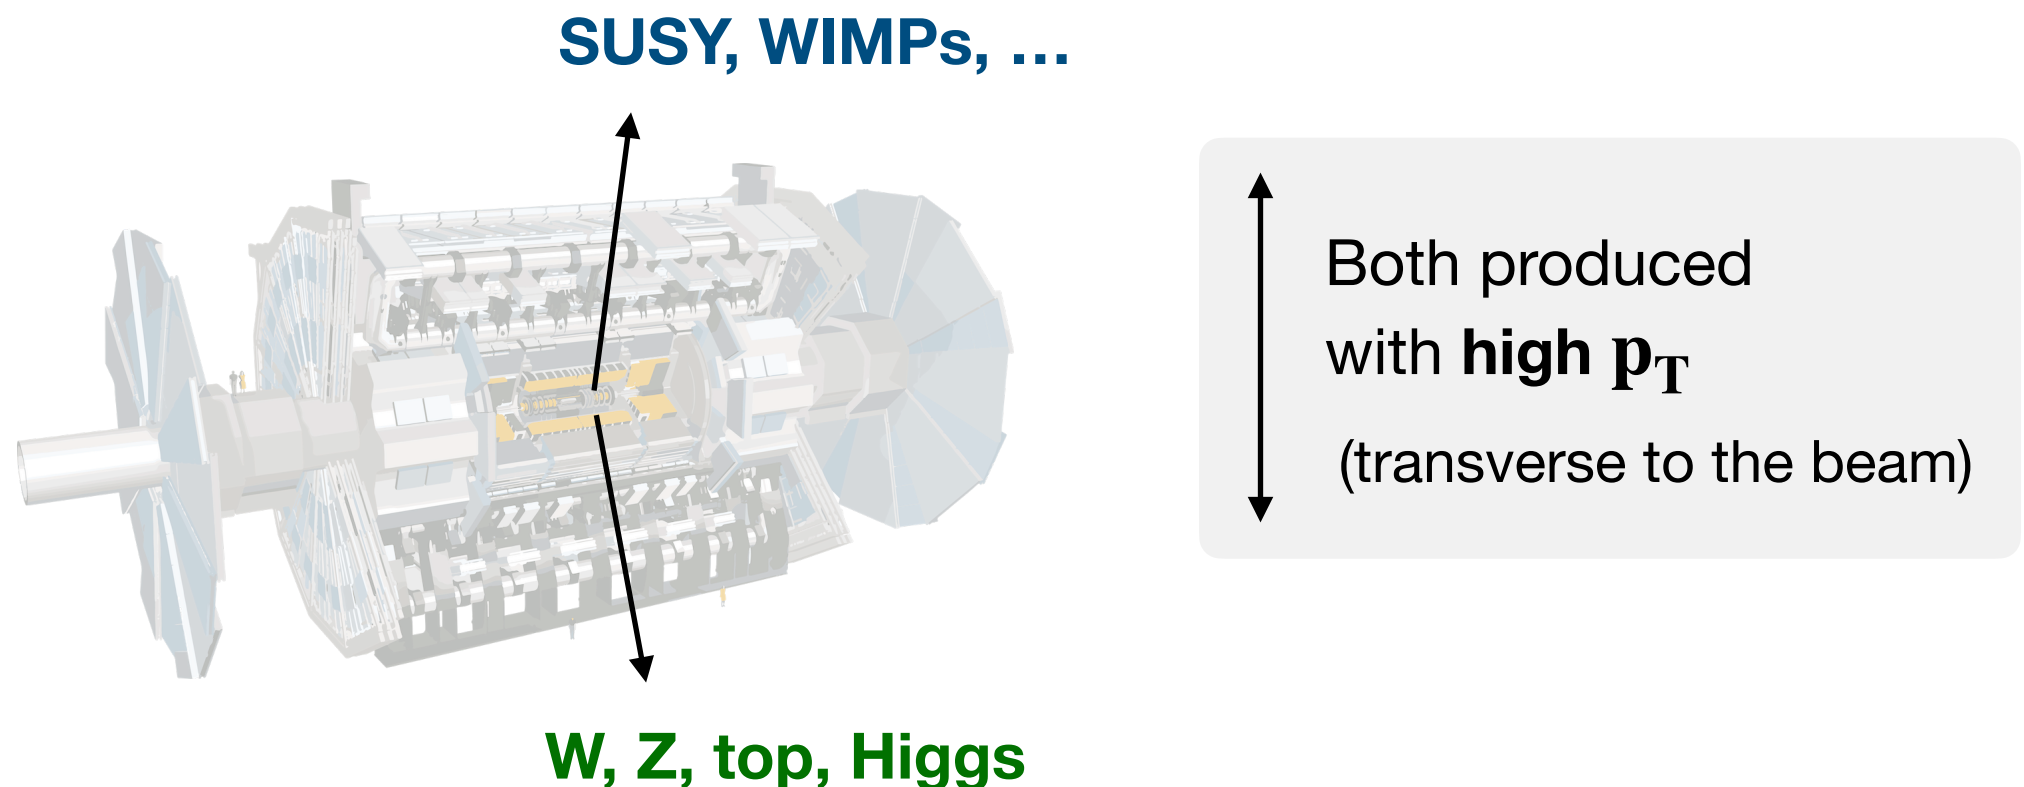 SUSY, WIMPs, …
Both produced
with high pT
(transverse to the beam)
W, Z, top, Higgs